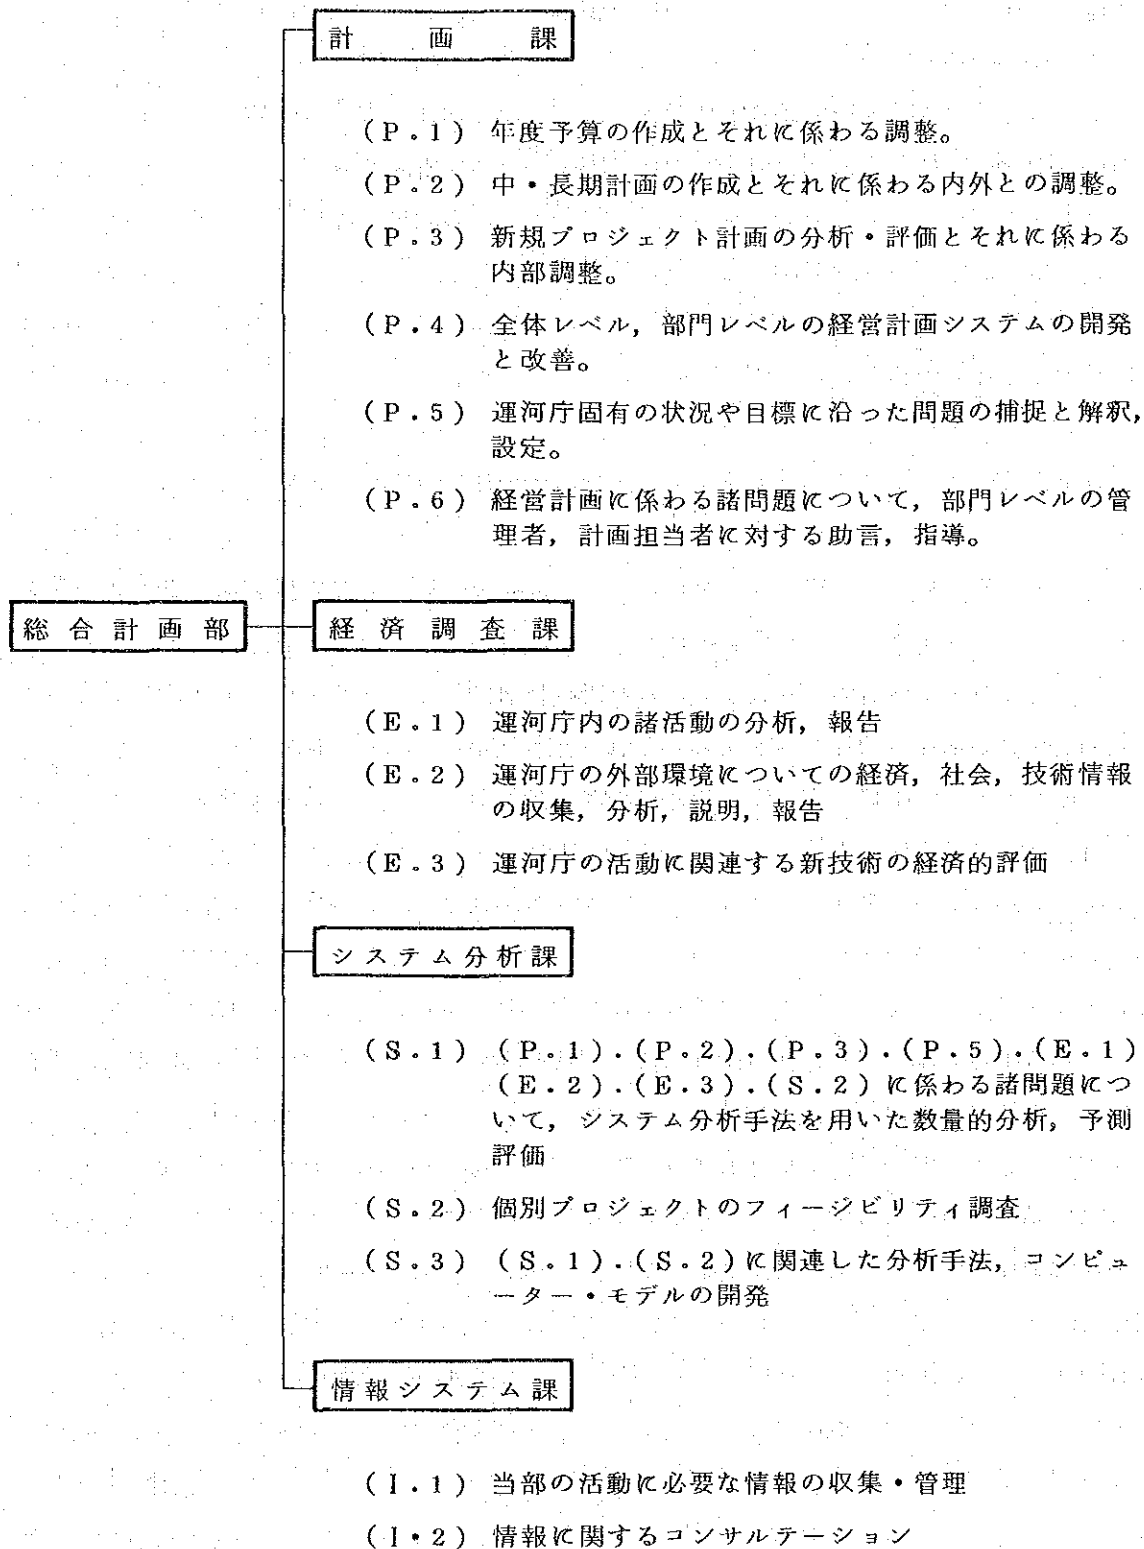 計画課
(P.1) 年度予算の作成とそれに係わる調整。
(P.2) 中・長期計画の作成とそれに係わる内外との調整。
(P.3) 新規プロジェクト計画の分析・評価とそれに係わる
内部調整。
(P.4) 全体レベル,部門レベルの経営計画システムの開発
と改善。
(P.5) 運河庁固有の状況や目標に沿った問題の捕捉と解釈,
設定。
(P.6) 経営計画に係わる諸問題について,部門レベルの管
理者,計画担当者に対する助言,指導。
総合計画部
経済調査課
(E.1) 運河庁内の諸活動の分析,報告
(E.2) 運河庁の外部環境についての経済,社会,技術情報
の収集,分析,説明,報告
(E.3) 運河庁の活動に関連する新技術の経済的評価
システム分析課
(S.1) (P.1).(P.2).(P.3).(P.5).(E.1)
(E.2).(E.3).(S.2)に係わる諸問題につ
いて,システム分析手法を用いた数量的分析,予測
評価
(S.2) 個別プロジェクトのフィージビリティ調査
(S.3) (S.1).(S.2)に関連した分析手法,コンピュ
ーター・モデルの開発
情報システム課
(I.1) 当部の活動に必要な情報の収集・管理
(I・2) 情報に関するコンサルテーション